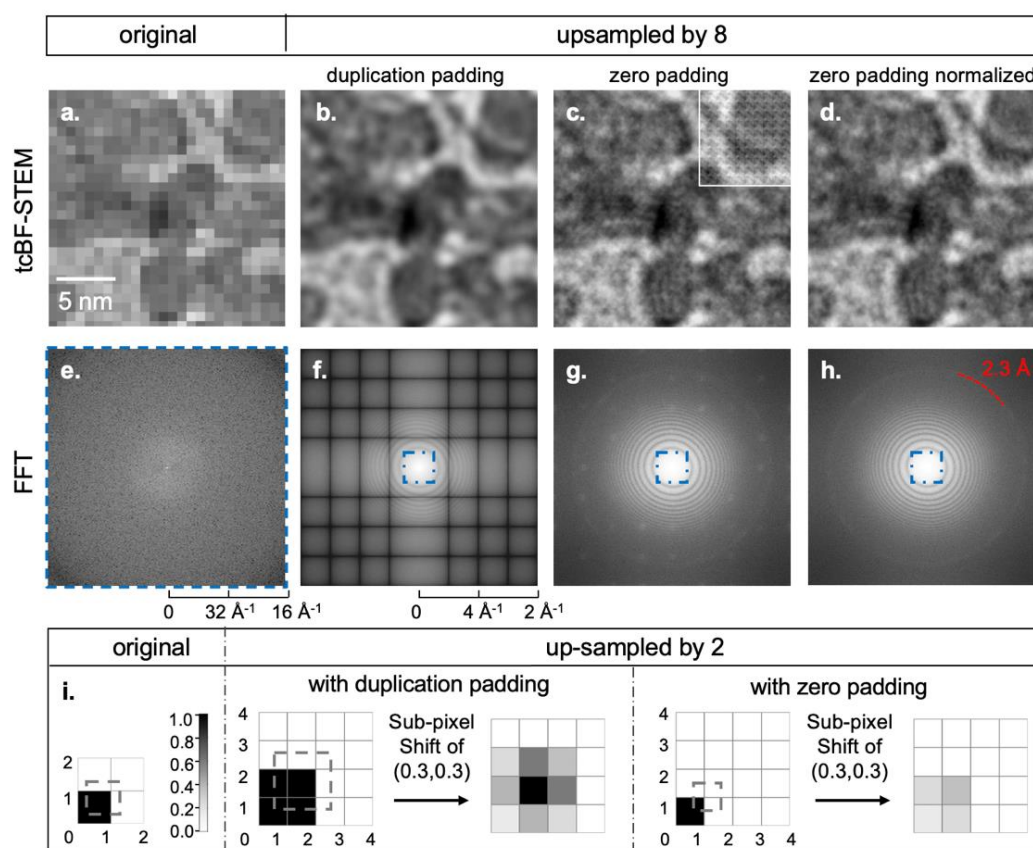 original upsampled by 8
duplication padding zero padding zero padding normalized
tcBF-STEM
a. b. c. d.
5 nm
FFT
e. f. g. h.
2.3 Å
0 32 Å-1 16 Å-1 0 4 Å-1 2 Å-1
original up-sampled by 2
i. with duplication padding with zero padding
1.0
0.8
0.6
0.4
0.2
0.0
2
1
0 1 2
4
3
2
1
0 1 2 3 4
Sub-pixel
Shift of
(0.3,0.3)
4
3
2
1
0 1 2 3 4
Sub-pixel
Shift of
(0.3,0.3)